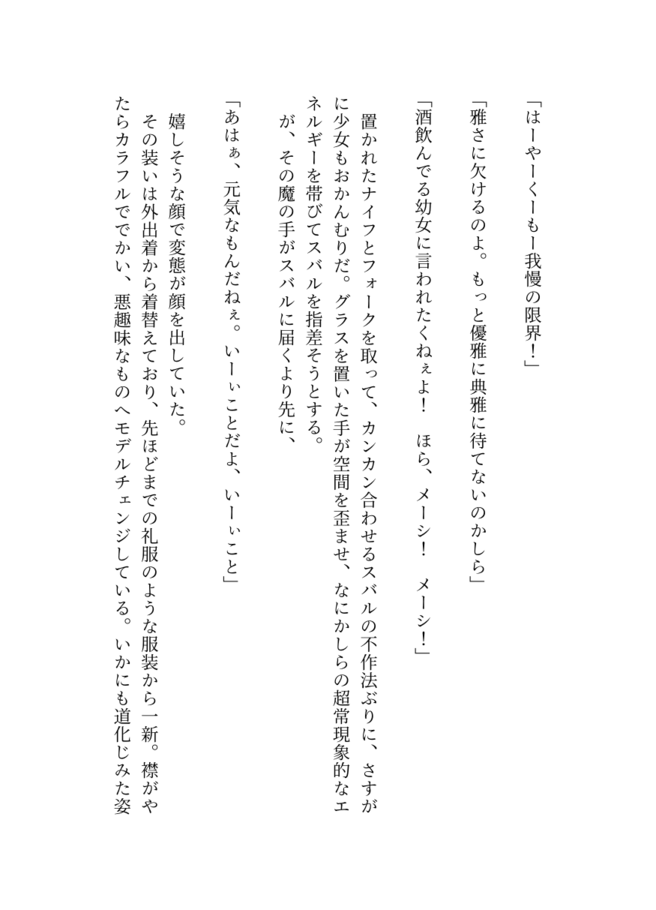 「はーやーくーもー我慢の限界！」
「雅さに欠けるのよ。もっと優雅に典雅に待てないのかしら」
「酒飲んでる幼女に言われたくねぇよ！　ほら、メーシ！　メーシ！」
置かれたナイフとフォークを取って、カンカン合わせるスバルの不作法ぶりに、さすが
に少女もおかんむりだ。グラスを置いた手が空間を歪ませ、なにかしらの超常現象的なエ
ネルギーを帯びてスバルを指差そうとする。
が、その魔の手がスバルに届くより先に、
「あはぁ、元気なもんだねぇ。いーぃことだよ、いーぃこと」
嬉しそうな顔で変態が顔を出していた。
その装いは外出着から着替えており、先ほどまでの礼服のような服装から一新。襟がや
たらカラフルででかい、悪趣味なものへモデルチェンジしている。いかにも道化じみた姿